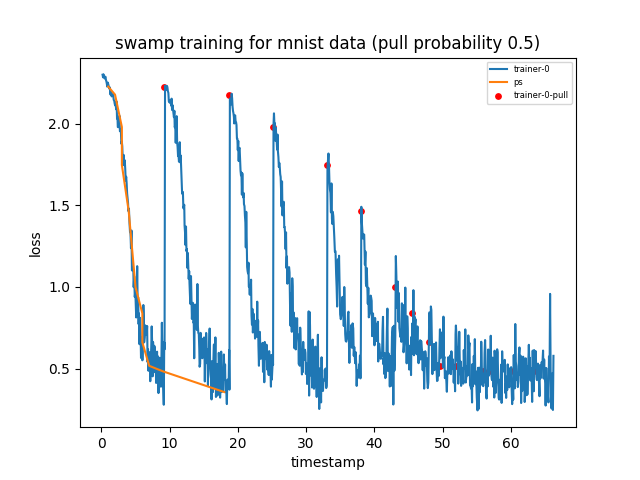 swamp training for mnist data (pull probability 0.5)
trainer-0
ps
trainer-0-pull
loss
2.0
1.5
1.0
0.5
0 10 20 30 40 50 60
timestamp